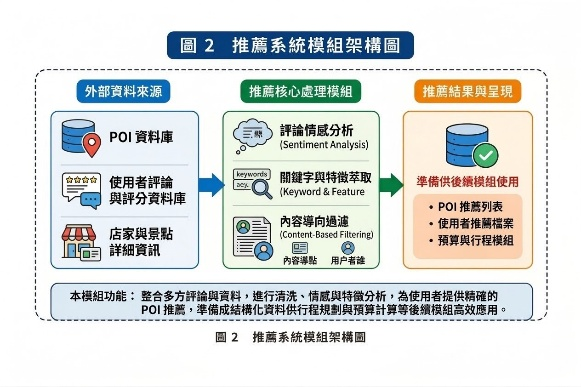 圖 2 推薦系統模組架構圖
外部資料來源
POI 資料庫
使用者評論
與評分資料庫
店家與景點
詳細資訊
推薦核心處理模組
評論情感分析
(Sentiment Analysis)
keywords
acy.
關鍵字與特徵萃取
(Keyword & Feature
內容導向過濾
(Content-Based Filtering)
內容導點
用户者誰
推薦結果與呈現
準備供後續模組使用
• POI 推薦列表
• 使用者推薦檔案
• 預算與行程模組
本模組功能： 整合多方評論與資料，進行清洗、情感與特徵分析，為使用者提供精確的
POI 推薦，準備成結構化資料供行程規劃與預算計算等後續模組高效應用。
圖 2 推薦系統模組架構圖